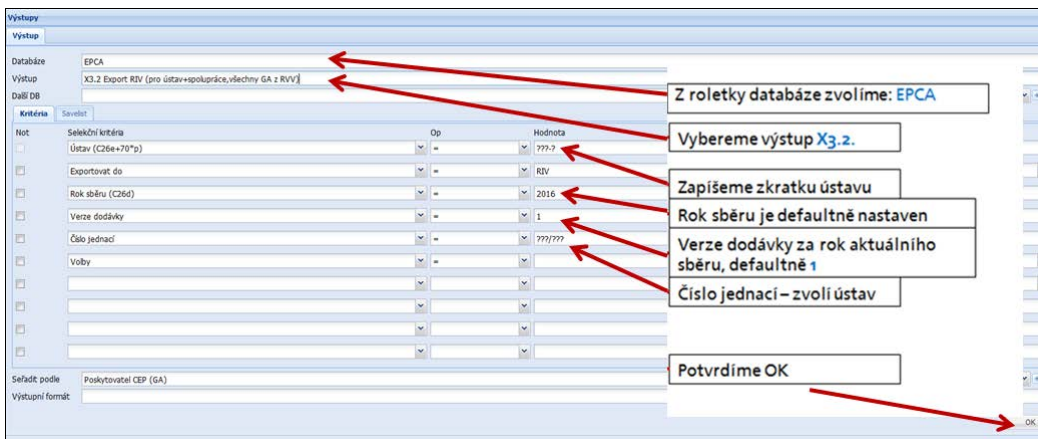 Výstupy
Výstup
Databáze EPCA
Výstup X3.2 Export RIV (pro ústav+spolupráce,všechny GA z RVV)
Další DB
Kritéria Savelist
Not Selekční kritéria Op Hodnota
Ústav (C26e+70*p) = ???-?
Exportovat do = RIV
Rok sběru (C26d) = 2016
Verze dodávky = 1
Číslo jednací = ???/???
Volby =
Seřadit podle Poskytovatel CEP (GA)
Výstupní formát
Z roletky databáze zvolíme: EPCA
Vybereme výstup X3.2.
Zapíšeme zkratku ústavu
Rok sběru je defaultně nastaven
Verze dodávky za rok aktuálního
sběru, defaultně 1
Číslo jednací – zvolí ústav
Potvrdíme OK
OK